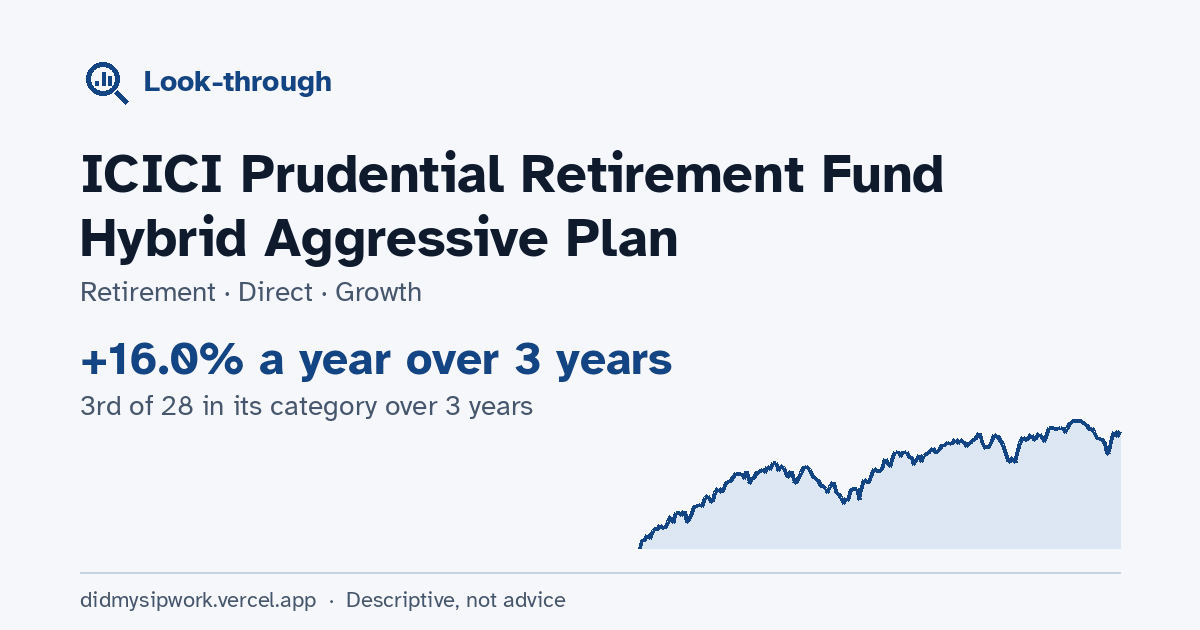 Look-through
ICICI Prudential Retirement Fund
Hybrid Aggressive Plan
Retirement · Direct · Growth
+16.0% a year over 3 years
3rd of 28 in its category over 3 years
didmysipwork.vercel.app · Descriptive, not advice